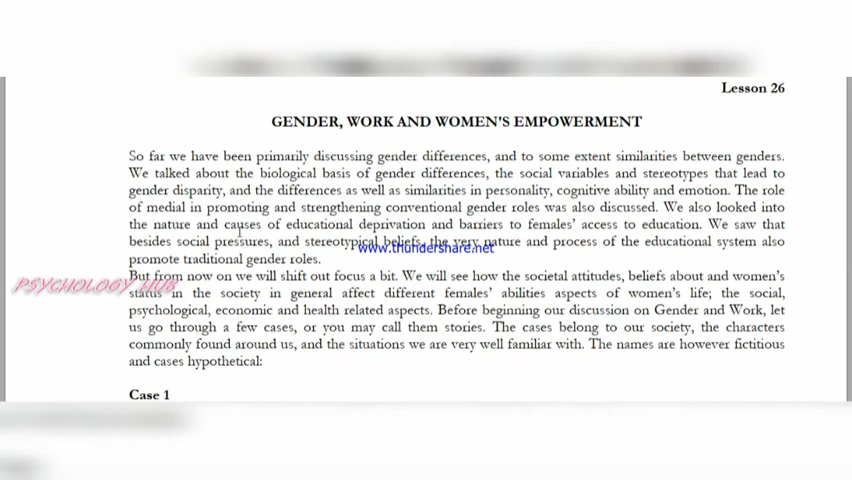 Lesson 26
GENDER, WORK AND WOMEN'S EMPOWERMENT
So far we have been primarily discussing gender differences, and to some extent similarities between genders.
We talked about the biological basis of gender differences, the social variables and stereotypes that lead to
gender disparity, and the differences as well as similarities in personality, cognitive ability and emotion. The role
of medial in promoting and strengthening conventional gender roles was also discussed. We also looked into
the nature and causes of educational deprivation and barriers to females' access to education. We saw that
besides social pressures, and stereotypical beliefs, the very nature and process of the educational system also
www.thundershare.net
promote traditional gender roles.
But from now on we will shift out focus a bit. We will see how the societal attitudes, beliefs about and women's
PSYCHOLOGY HUB
status in the society in general affect different females' abilities aspects of women's life; the social,
psychological, economic and health related aspects. Before beginning our discussion on Gender and Work, let
us go through a few cases, or you may call them stories. The cases belong to our society, the characters
commonly found around us, and the situations we are very well familiar with. The names are however fictitious
and cases hypothetical:
Case 1